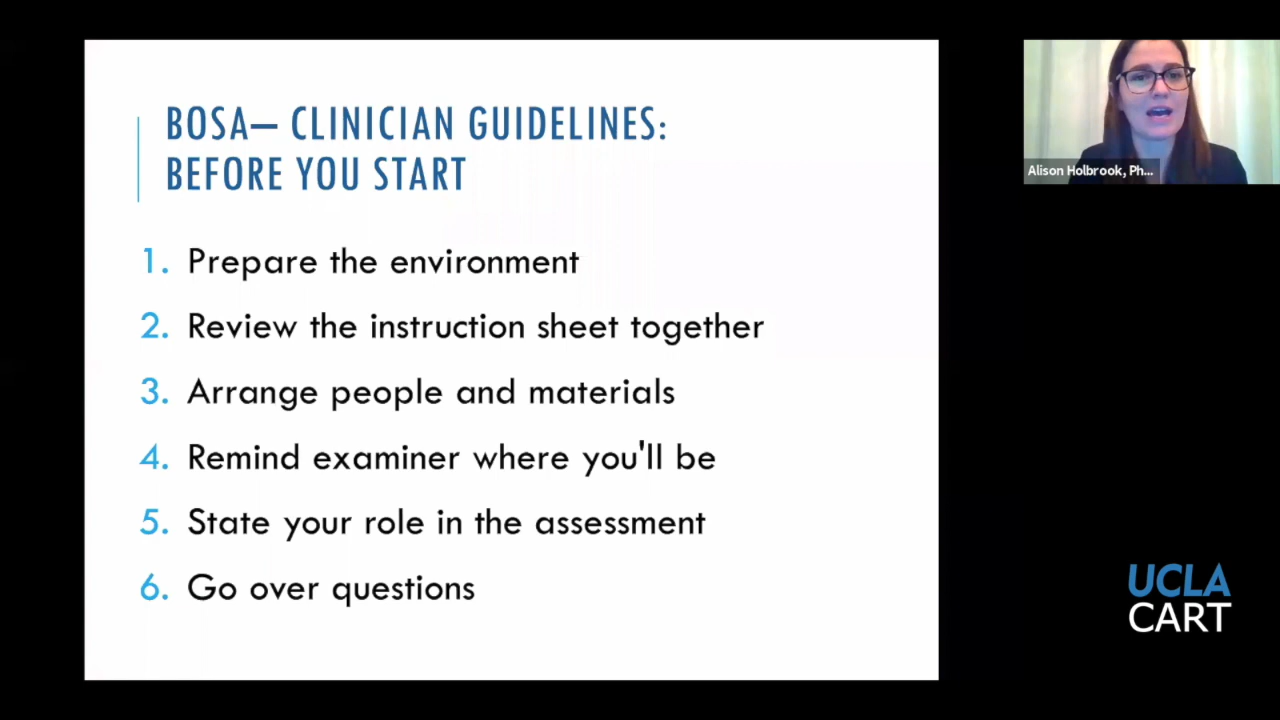 BOSA— CLINICIAN GUIDELINES:
BEFORE YOU START
1. Prepare the environment
2. Review the instruction sheet together
3. Arrange people and materials
4. Remind examiner where you'll be
5. State your role in the assessment
6. Go over questions
Alison Holbrook, Ph...
UCLA
CART